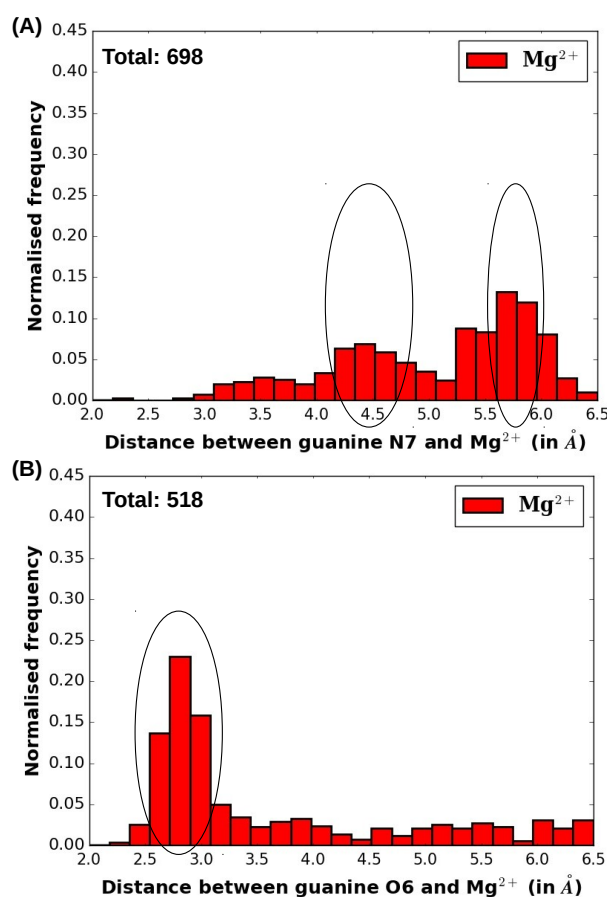 (A)
Total: 698
Mg²⁺
0.45
0.40
0.35
0.30
0.25
0.20
0.15
0.10
0.05
0.00
Normalised frequency
2.0 2.5 3.0 3.5 4.0 4.5 5.0 5.5 6.0 6.5
Distance between guanine N7 and Mg²⁺ (in Å)
(B)
Total: 518
Mg²⁺
0.45
0.40
0.35
0.30
0.25
0.20
0.15
0.10
0.05
0.00
Normalised frequency
2.0 2.5 3.0 3.5 4.0 4.5 5.0 5.5 6.0 6.5
Distance between guanine O6 and Mg²⁺ (in Å)